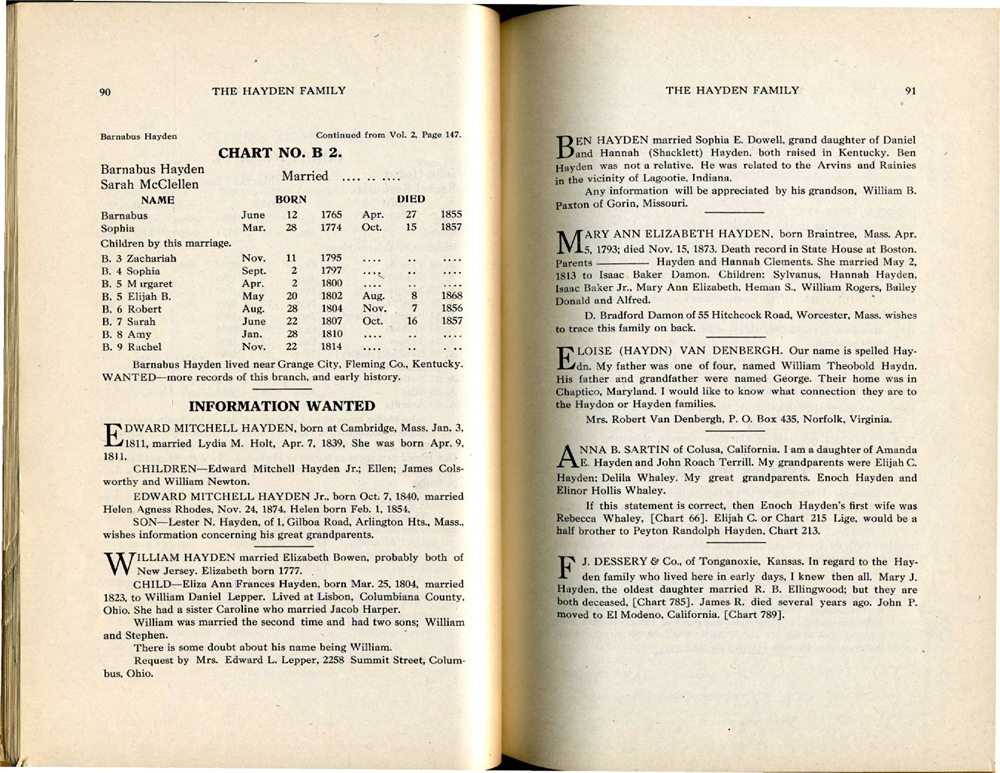 90 THE HAYDEN FAMILY
Barnabus Hayden Continued from Vol. 2, Page 147.
CHART NO. B 2.
Barnabus Hayden
Sarah McClellen
Married .... .. ....
NAME BORN DIED
Barnabus June 12 1765 Apr. 27 1855
Sophia Mar. 28 1774 Oct. 15 1857
Children by this marriage.
B. 3 Zachariah Nov. 11 1795 .... .. ....
B. 4 Sophia Sept. 2 1797 .... .. ....
B. 5 M rgaret Apr. 2 1800 .... .. ....
B. 5 Elijah B. May 20 1802 Aug. 8 1868
B. 6 Robert Aug. 28 1804 Nov. 7 1856
B. 7 Sarah June 22 1807 Oct. 16 1857
B. 8 Amy Jan. 28 1810 .... .. ....
B. 9 Rachel Nov. 22 1814 .... .. . ..
Barnabus Hayden lived near Grange City, Fleming Co., Kentucky.
WANTED—more records of this branch, and early history.
INFORMATION WANTED
EDWARD MITCHELL HAYDEN, born at Cambridge, Mass. Jan. 3,
1811, married Lydia M. Holt, Apr. 7, 1839, She was born Apr. 9,
1811.
CHILDREN—Edward Mitchell Hayden Jr.; Ellen; James Cols-
worthy and William Newton.
EDWARD MITCHELL HAYDEN Jr., born Oct. 7, 1840, married
Helen Agness Rhodes, Nov. 24, 1874. Helen born Feb. 1, 1854.
SON—Lester N. Hayden, of 1, Gilboa Road, Arlington Hts., Mass.,
wishes information concerning his great grandparents.
WILLIAM HAYDEN married Elizabeth Bowen, probably both of
New Jersey. Elizabeth born 1777.
CHILD—Eliza Ann Frances Hayden, born Mar. 25, 1804, married
1823, to William Daniel Lepper. Lived at Lisbon, Columbiana County,
Ohio. She had a sister Caroline who married Jacob Harper.
William was married the second time and had two sons; William
and Stephen.
There is some doubt about his name being William.
Request by Mrs. Edward L. Lepper, 2258 Summit Street, Colum-
bus, Ohio.
THE HAYDEN FAMILY 91
BEN HAYDEN married Sophia E. Dowell, grand daughter of Daniel
and Hannah (Shacklett) Hayden, both raised in Kentucky. Ben
Hayden was not a relative. He was related to the Arvins and Rainies
in the vicinity of Lagootie, Indiana.
Any information will be appreciated by his grandson, William B.
Paxton of Gorin, Missouri.
MARY ANN ELIZABETH HAYDEN, born Braintree, Mass. Apr.
5, 1793; died Nov. 15, 1873. Death record in State House at Boston.
Parents ——— Hayden and Hannah Clements. She married May 2,
1813 to Isaac Baker Damon. Children: Sylvanus, Hannah Hayden,
Isaac Baker Jr., Mary Ann Elizabeth, Heman S., William Rogers, Bailey
Donald and Alfred.
D. Bradford Damon of 55 Hitchcock Road, Worcester, Mass. wishes
to trace this family on back.
ELOISE (HAYDN) VAN DENBERGH. Our name is spelled Hay-
dn. My father was one of four, named William Theobold Haydn.
His father and grandfather were named George. Their home was in
Chaptico, Maryland. I would like to know what connection they are to
the Haydon or Hayden families.
Mrs. Robert Van Denbergh, P. O. Box 435, Norfolk, Virginia.
ANNA B. SARTIN of Colusa, California. I am a daughter of Amanda
E. Hayden and John Roach Terrill. My grandparents were Elijah C.
Hayden: Delila Whaley. My great grandparents. Enoch Hayden and
Elinor Hollis Whaley.
If this statement is correct, then Enoch Hayden's first wife was
Rebecca Whaley, [Chart 66]. Elijah C. or Chart 215 Lige, would be a
half brother to Peyton Randolph Hayden, Chart 213.
F J. DESSERY & Co., of Tonganoxie, Kansas. In regard to the Hay-
den family who lived here in early days, I knew then all. Mary J.
Hayden, the oldest daughter married R. B. Ellingwood; but they are
both deceased, [Chart 785]. James R. died several years ago. John P.
moved to El Modeno, California. [Chart 789].